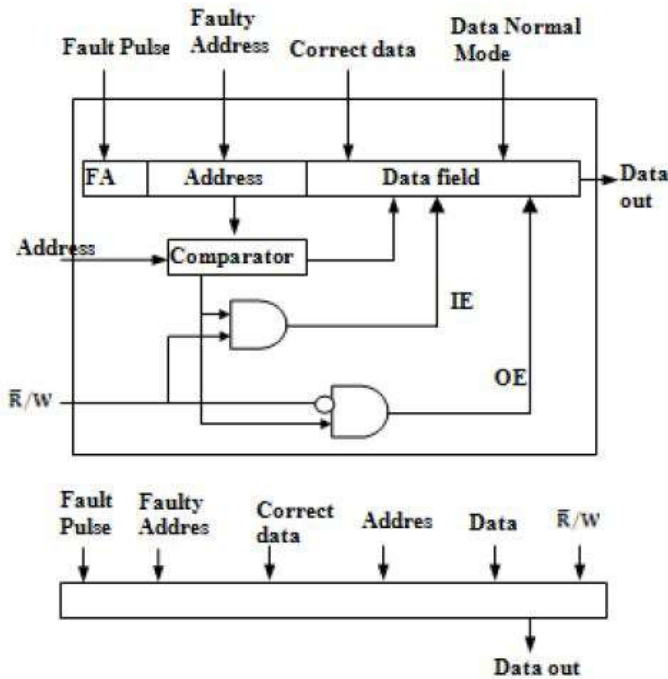 Fault Pulse
Faulty
Address
Correct data
Data Normal
Mode
FA
Address
Data field
Data
out
Address
Comparator
IE
OE
R̅/W
Fault
Pulse
Faulty
Addres
Correct
data
Addres
Data
R̅/W
Data out